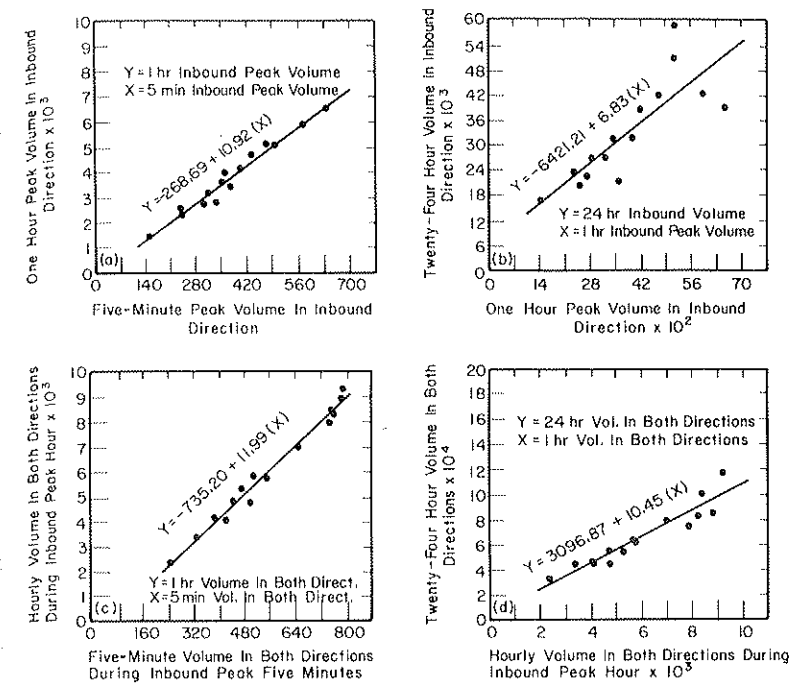 One Hour Peak Volume In Inbound
Direction x 10³
10
9
8
7
6
5
4
3
2
1
0
Y = 1 hr Inbound Peak Volume
X = 5 min Inbound Peak Volume
Y=-268.69 + 10.92 (X)
(a)
0 140 280 420 560 700
Five-Minute Peak Volume In Inbound
Direction
Twenty-Four Hour Volume In Inbound
Direction x 10³
60
54
48
42
36
30
24
18
12
6
0
Y=-6421.21 + 6.83 (X)
Y = 24 hr Inbound Volume
X = 1 hr Inbound Peak Volume
(b)
0 14 28 42 56 70
One Hour Peak Volume In Inbound
Direction x 10²
Hourly Volume In Both Directions
During Inbound Peak Hour x 10³
10
9
8
7
6
5
4
3
2
1
0
Y=-735.20 + 11.99 (X)
Y = 1 hr Volume In Both Direct.
X=5min Vol. In Both Direct.
(c)
0 160 320 480 640 800
Five-Minute Volume In Both Directions
During Inbound Peak Five Minutes
Twenty-Four Hour Volume In Both
Directions x 10⁴
20
18
16
14
12
10
8
6
4
2
0
Y = 24 hr Vol. In Both Directions
X = 1 hr Vol. In Both Directions
Y= 3096.87 + 10.45 (X)
(d)
2 4 6 8 10
Hourly Volume In Both Directions During
Inbound Peak Hour x 10³